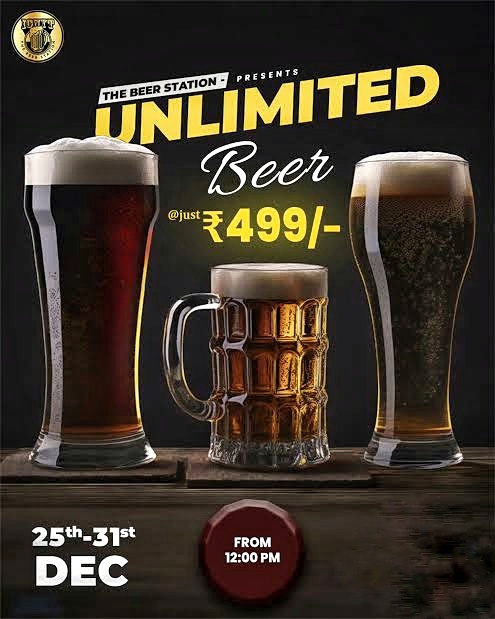 THE BEER STATION - PRESENTS
UNLIMITED
Beer
@just ₹499/-
25th-31st
DEC
FROM
12:00 PM